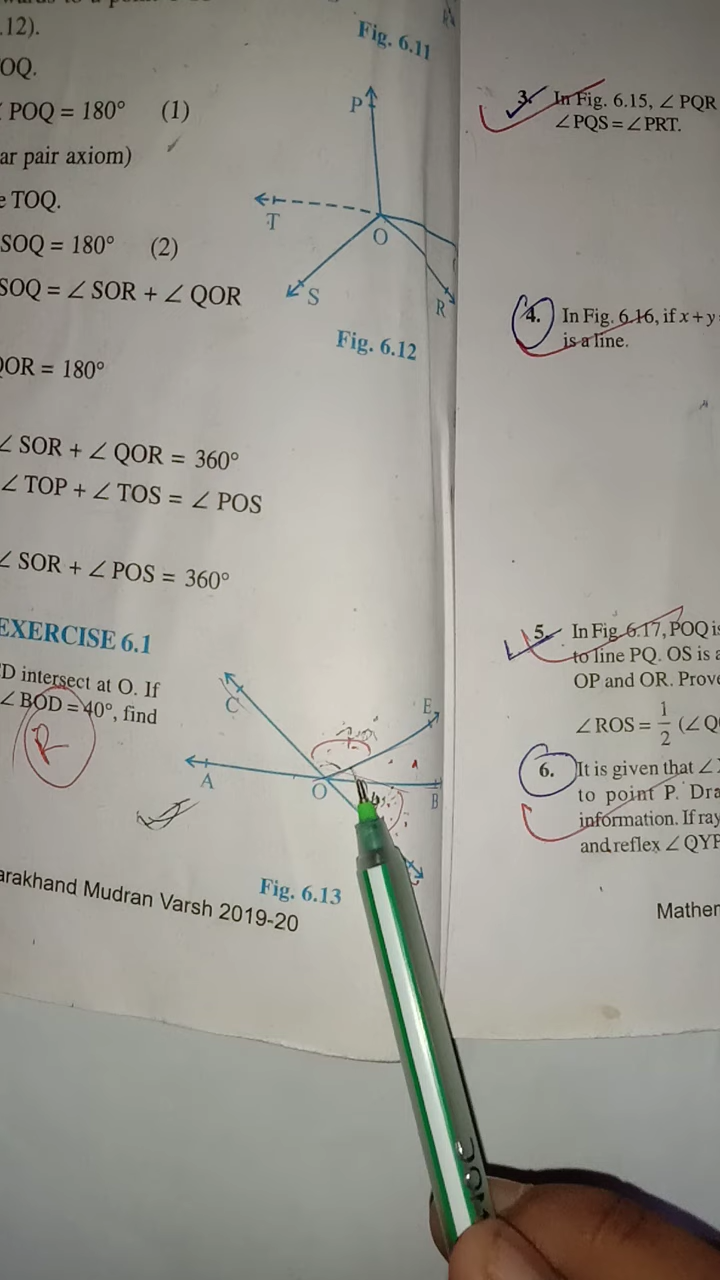 .12).
Fig. 6.11
OQ.
POQ = 180° (1)
ar pair axiom)
e TOQ.
SOQ = 180° (2)
SOQ = ∠ SOR + ∠ QOR
P
T
O
S
R
Fig. 6.12
QOR = 180°
∠ SOR + ∠ QOR = 360°
∠ TOP + ∠ TOS = ∠ POS
∠ SOR + ∠ POS = 360°
EXERCISE 6.1
D intersect at O. If
∠ BOD = 40°, find
R
C
E
A
O
B
Fig. 6.13
arakhand Mudran Varsh 2019-20
3. In Fig. 6.15, ∠ PQR
∠PQS = ∠PRT.
4. In Fig. 6.16, if x + y
is a line.
5. In Fig. 6.17, POQ is
to line PQ. OS is a
OP and OR. Prove
∠ROS = 1/2 (∠Q
6. It is given that ∠
to point P. Dra
information. If ray
and reflex ∠ QYP
Mather